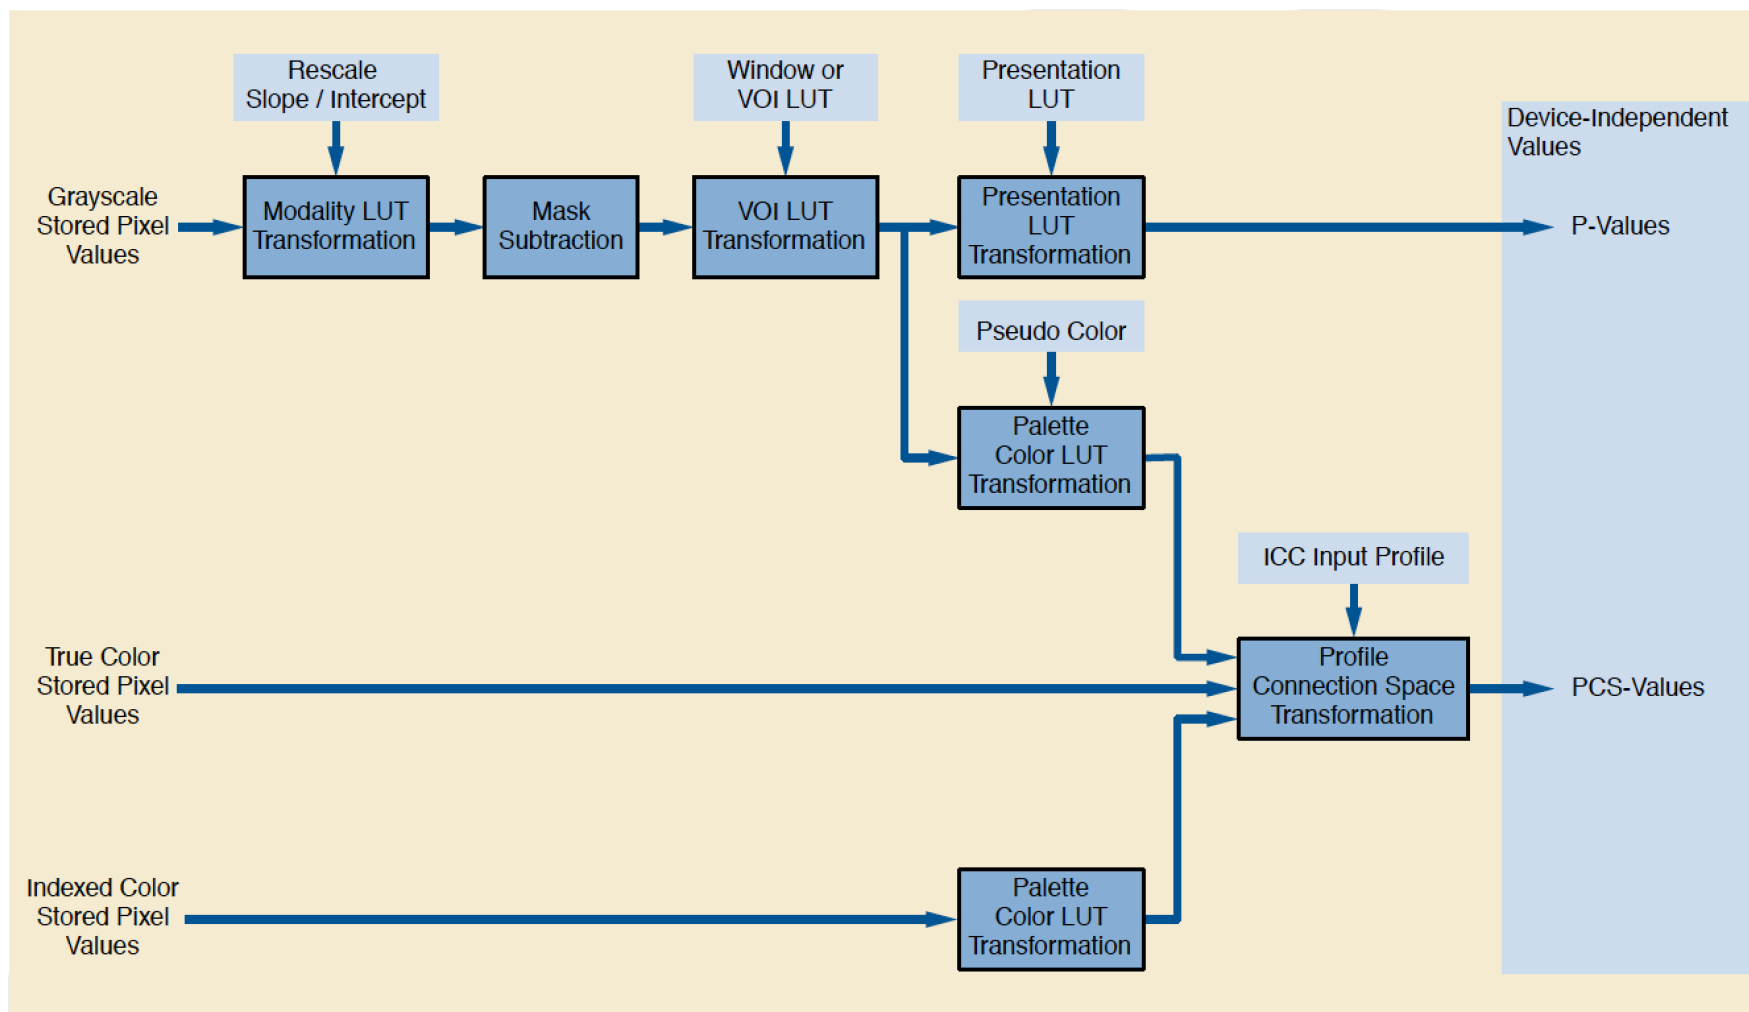 Rescale
Slope / Intercept
Window or
VOI LUT
Presentation
LUT
Device-Independent
Values
Grayscale
Stored Pixel
Values
Modality LUT
Transformation
Mask
Subtraction
VOI LUT
Transformation
Presentation
LUT
Transformation
P-Values
Pseudo Color
Palette
Color LUT
Transformation
ICC Input Profile
True Color
Stored Pixel
Values
Profile
Connection Space
Transformation
PCS-Values
Indexed Color
Stored Pixel
Values
Palette
Color LUT
Transformation